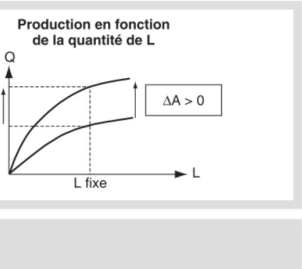 Production en fonction
de la quantité de L
Q
ΔA > 0
L
L fixe